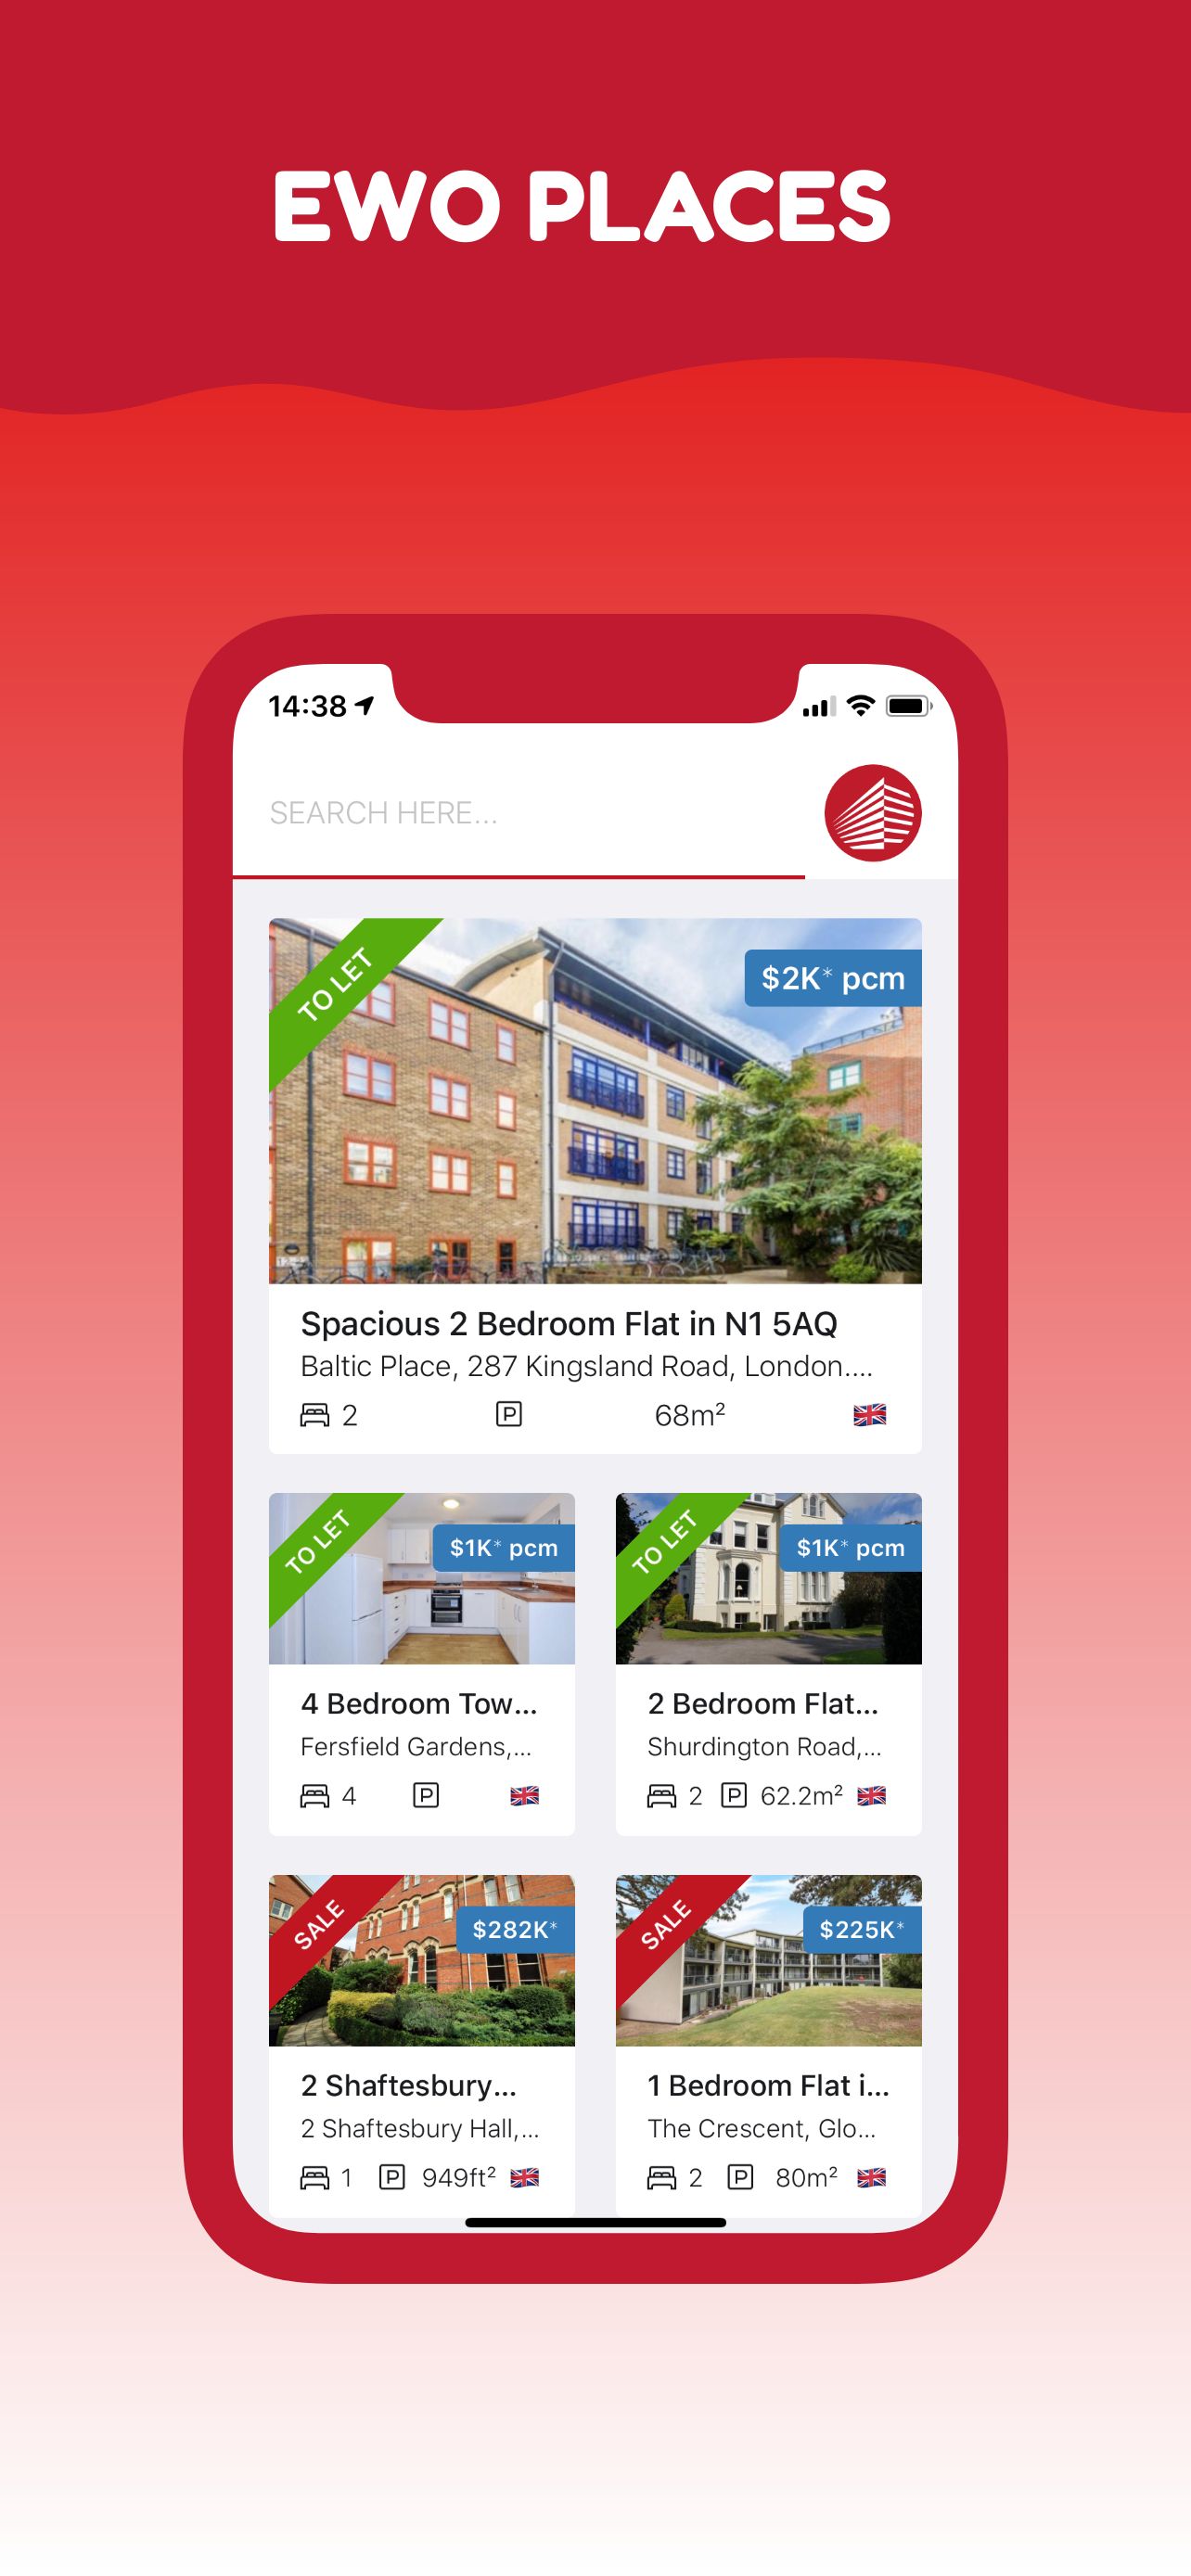 EWO PLACES
14:38
SEARCH HERE...
TO LET
$2K* pcm
Spacious 2 Bedroom Flat in N1 5AQ
Baltic Place, 287 Kingsland Road, London....
2 P 68m²
TO LET
$1K* pcm
4 Bedroom Tow...
Fersfield Gardens,...
4 P
TO LET
$1K* pcm
2 Bedroom Flat...
Shurdington Road,...
2 P 62.2m²
SALE
$282K*
2 Shaftesbury...
2 Shaftesbury Hall,...
1 P 949ft²
SALE
$225K*
1 Bedroom Flat i...
The Crescent, Glo...
2 P 80m²